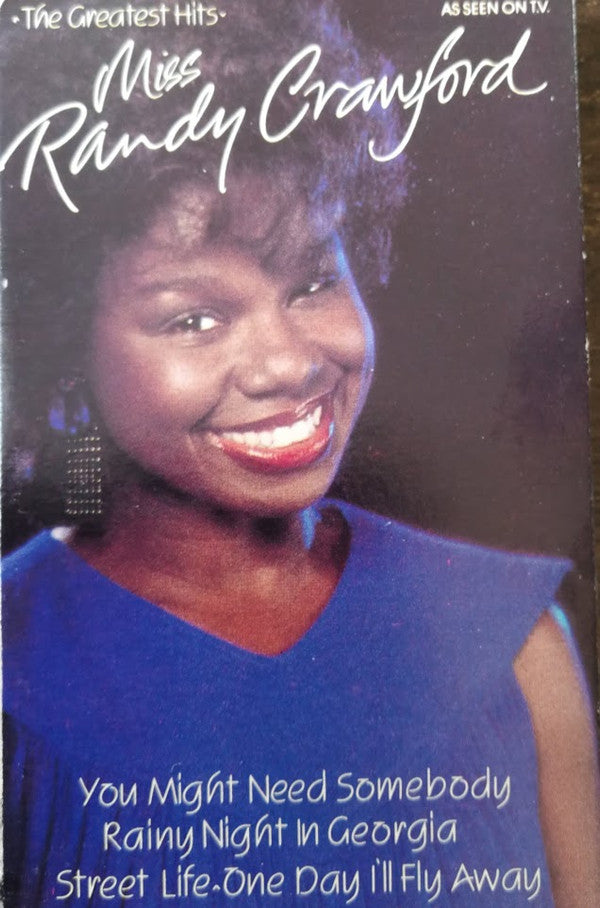 ·The Greatest Hits·
AS SEEN ON T.V.
Miss
Randy Crawford
You Might Need Somebody
Rainy Night In Georgia
Street Life·One Day I'll Fly Away